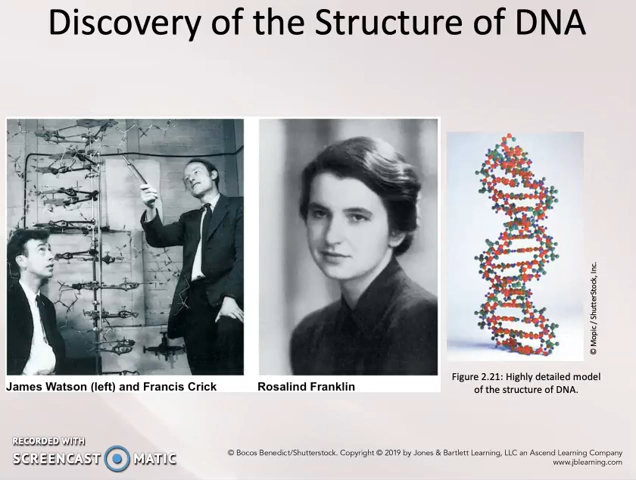 Discovery of the Structure of DNA
© Mopic / ShutterStock, Inc.
James Watson (left) and Francis Crick
Rosalind Franklin
Figure 2.21: Highly detailed model
of the structure of DNA.
RECORDED WITH
SCREENCAST MATIC
© Bocos Benedict/Shutterstock. Copyright © 2019 by Jones & Bartlett Learning, LLC an Ascend Learning Company
www.jblearning.com